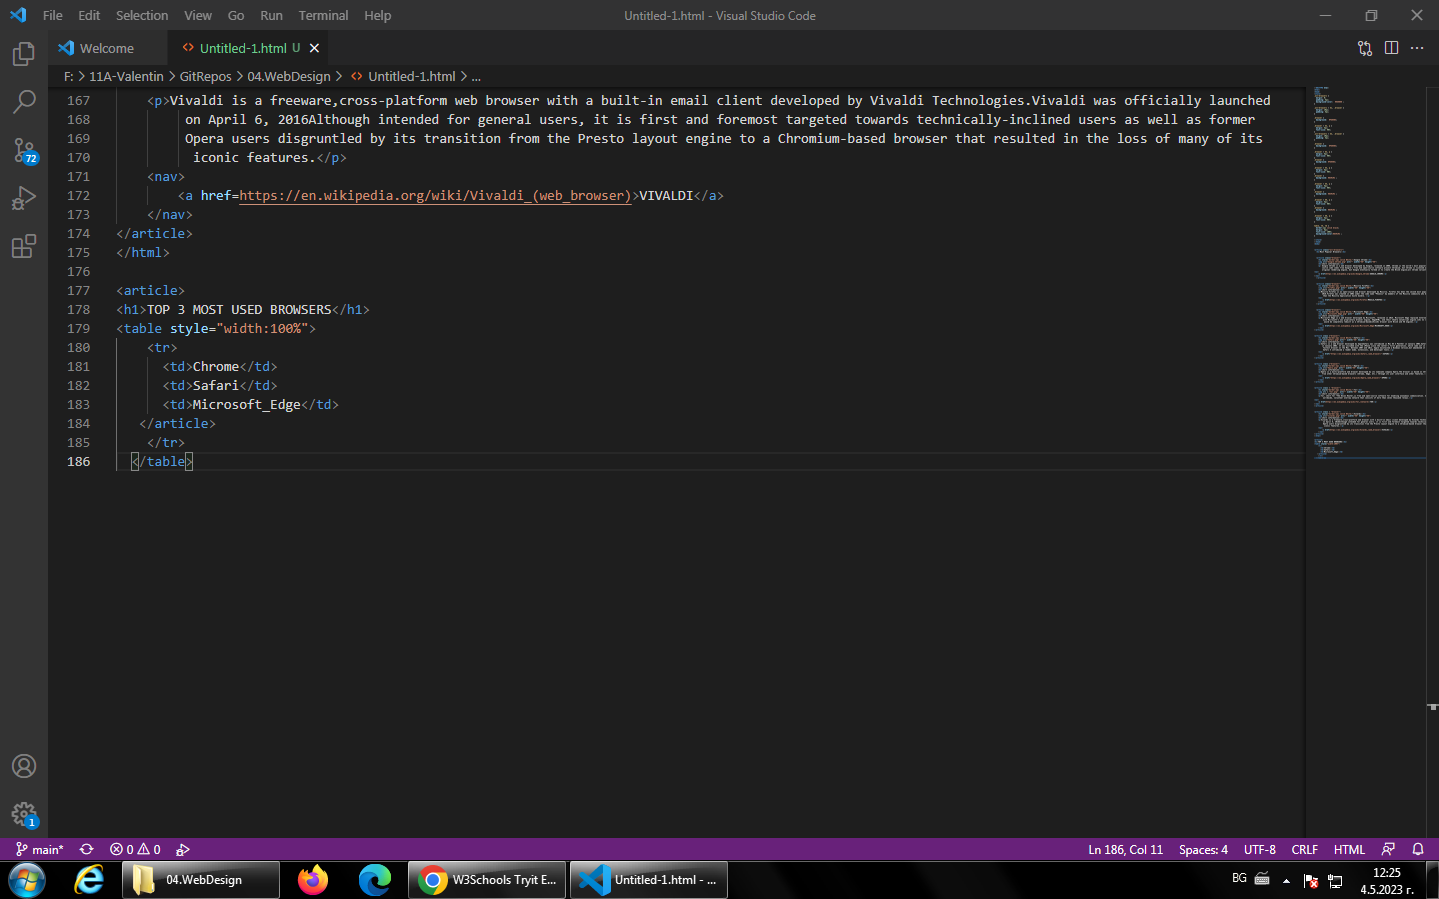 File Edit Selection View Go Run Terminal Help Untitled-1.html - Visual Studio Code
Welcome Untitled-1.html U
F: > 11A-Valentin > GitRepos > 04.WebDesign > Untitled-1.html > ...
167 <p>Vivaldi is a freeware,cross-platform web browser with a built-in email client developed by Vivaldi Technologies.Vivaldi was officially launched
168 on April 6, 2016Although intended for general users, it is first and foremost targeted towards technically-inclined users as well as former
169 Opera users disgruntled by its transition from the Presto layout engine to a Chromium-based browser that resulted in the loss of many of its
170 iconic features.</p>
171 <nav>
172 <a href=https://en.wikipedia.org/wiki/Vivaldi_(web_browser)>VIVALDI</a>
173 </nav>
174 </article>
175 </html>
176
177 <article>
178 <h1>TOP 3 MOST USED BROWSERS</h1>
179 <table style="width:100%">
180 <tr>
181 <td>Chrome</td>
182 <td>Safari</td>
183 <td>Microsoft_Edge</td>
184 </article>
185 </tr>
186 </table>
72
1
main* 0 0 Ln 186, Col 11 Spaces: 4 UTF-8 CRLF HTML
04.WebDesign W3Schools Tryit E... Untitled-1.html - ... BG 12:25
4.5.2023 г.